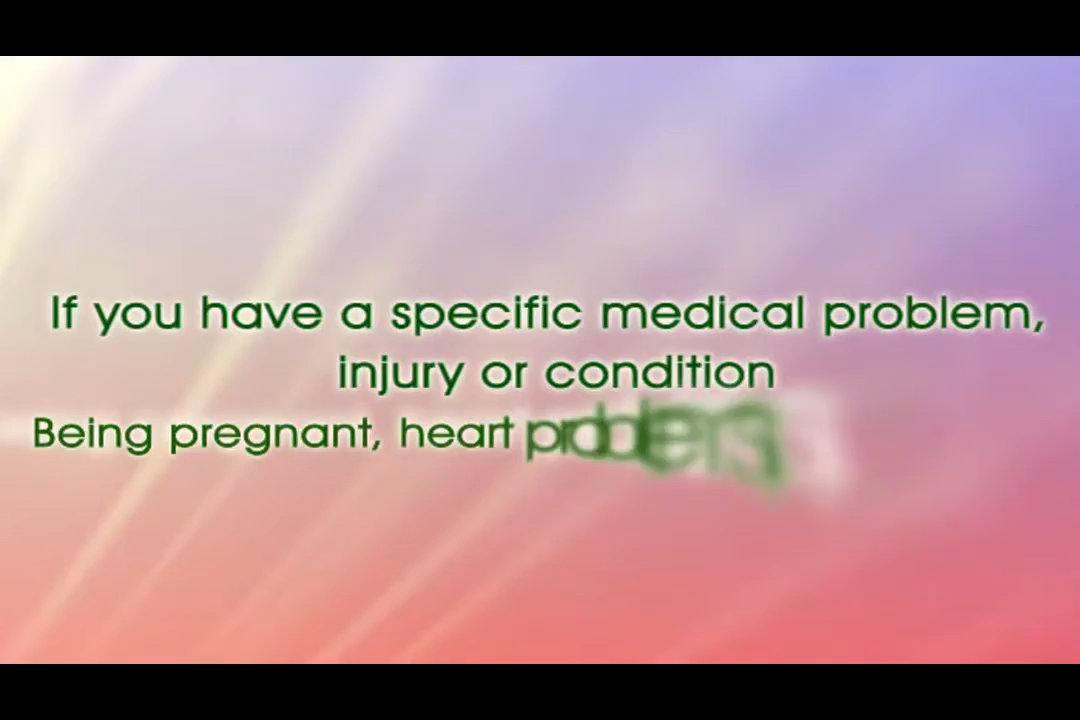 If you have a specific medical problem,
injury or condition
Being pregnant, heart